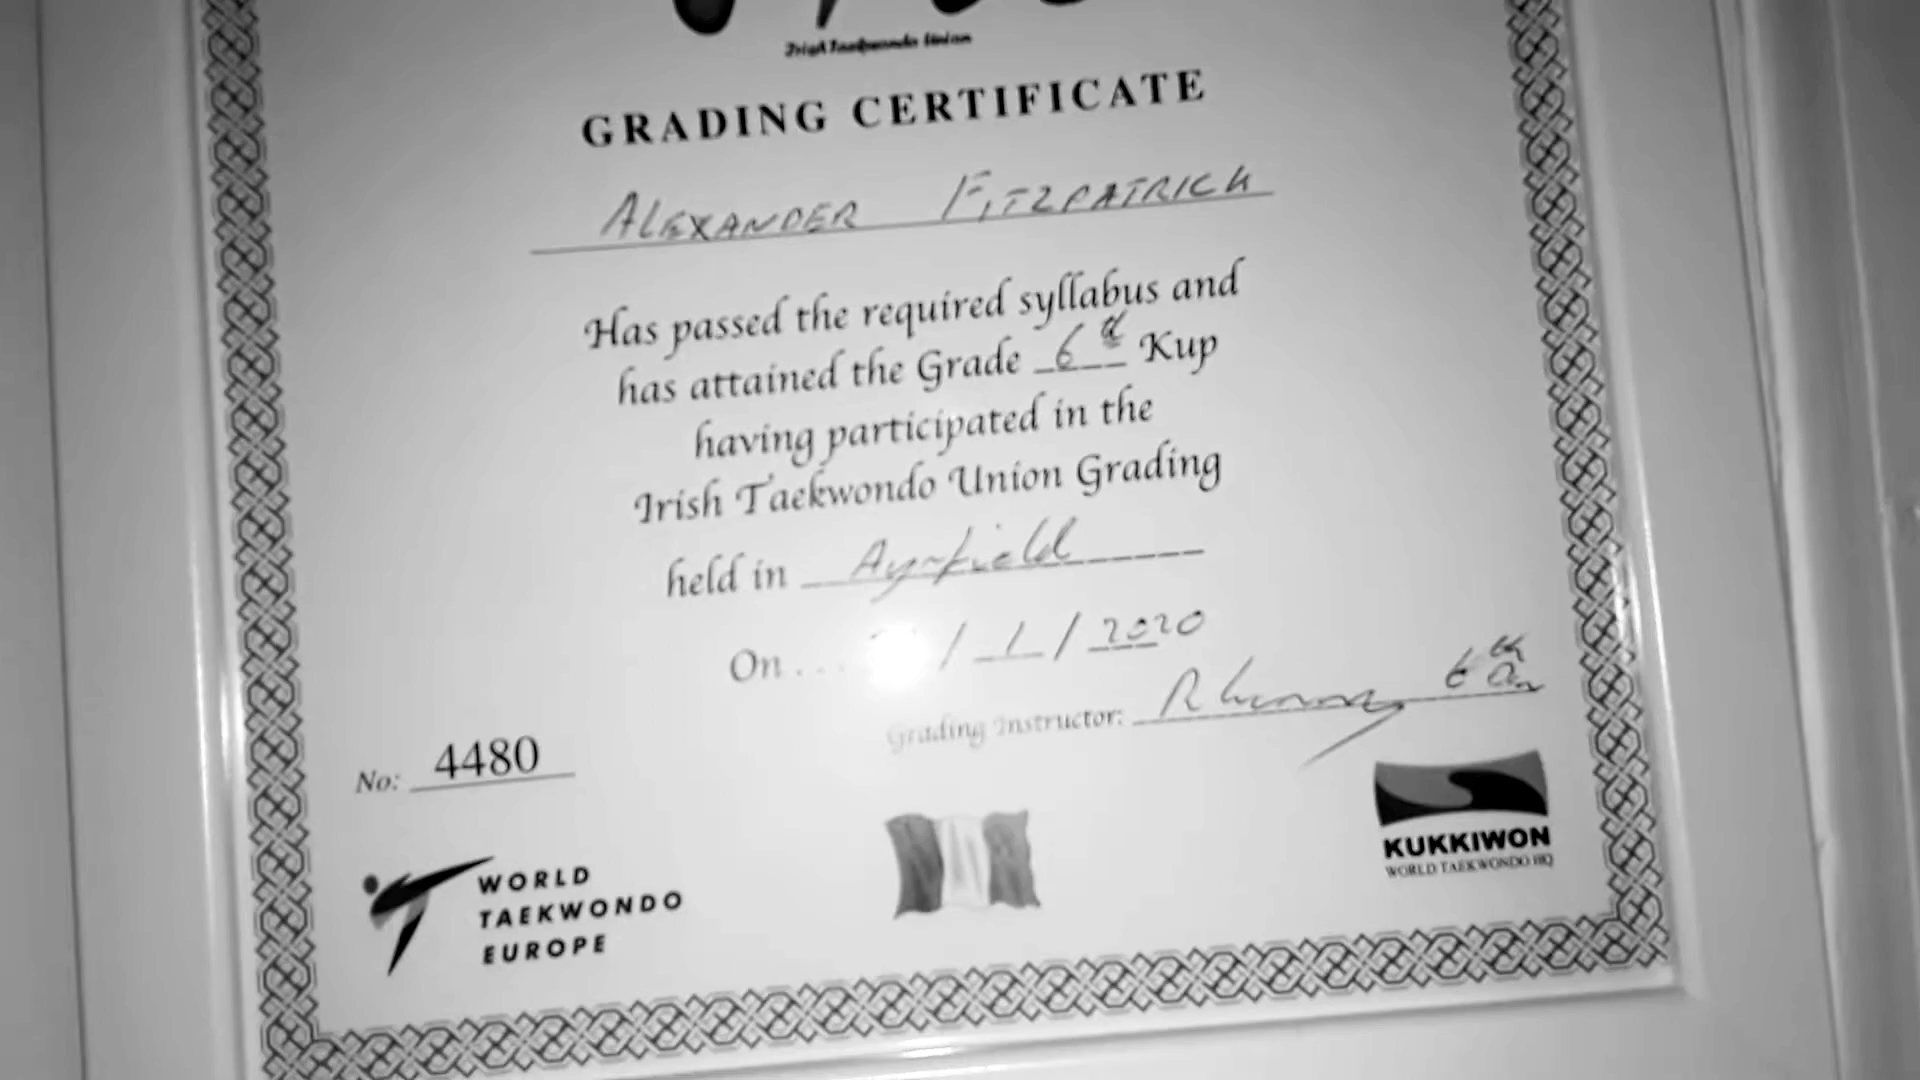 Irish Taekwondo Union
GRADING CERTIFICATE
ALEXANDER FITZPATRICK
Has passed the required syllabus and
has attained the Grade 6th Kup
having participated in the
Irish Taekwondo Union Grading
held in Ayrfield
On . . . / 1 / 2020
Grading Instructor: 6th Dan
No: 4480
WORLD
TAEKWONDO
EUROPE
KUKKIWON
WORLD TAEKWONDO HQ